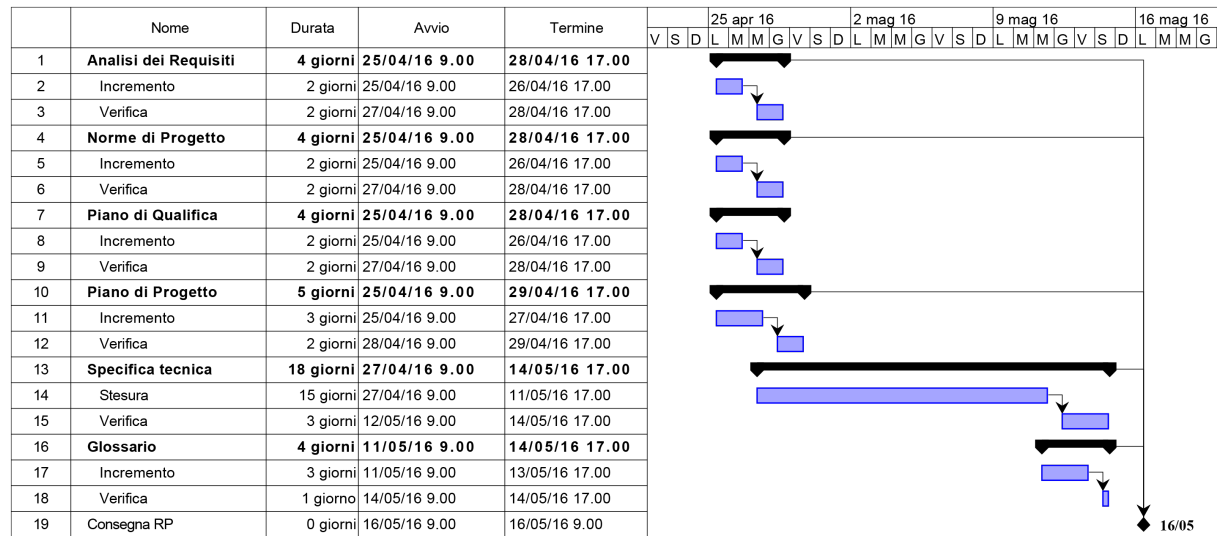 Nome Durata Avvio Termine 25 apr 16 2 mag 16 9 mag 16 16 mag 16
V S D L M M G V S D L M M G V S D L M M G V S D L M M G
1 Analisi dei Requisiti 4 giorni 25/04/16 9.00 28/04/16 17.00
2 Incremento 2 giorni 25/04/16 9.00 26/04/16 17.00
3 Verifica 2 giorni 27/04/16 9.00 28/04/16 17.00
4 Norme di Progetto 4 giorni 25/04/16 9.00 28/04/16 17.00
5 Incremento 2 giorni 25/04/16 9.00 26/04/16 17.00
6 Verifica 2 giorni 27/04/16 9.00 28/04/16 17.00
7 Piano di Qualifica 4 giorni 25/04/16 9.00 28/04/16 17.00
8 Incremento 2 giorni 25/04/16 9.00 26/04/16 17.00
9 Verifica 2 giorni 27/04/16 9.00 28/04/16 17.00
10 Piano di Progetto 5 giorni 25/04/16 9.00 29/04/16 17.00
11 Incremento 3 giorni 25/04/16 9.00 27/04/16 17.00
12 Verifica 2 giorni 28/04/16 9.00 29/04/16 17.00
13 Specifica tecnica 18 giorni 27/04/16 9.00 14/05/16 17.00
14 Stesura 15 giorni 27/04/16 9.00 11/05/16 17.00
15 Verifica 3 giorni 12/05/16 9.00 14/05/16 17.00
16 Glossario 4 giorni 11/05/16 9.00 14/05/16 17.00
17 Incremento 3 giorni 11/05/16 9.00 13/05/16 17.00
18 Verifica 1 giorno 14/05/16 9.00 14/05/16 17.00
19 Consegna RP 0 giorni 16/05/16 9.00 16/05/16 9.00 16/05